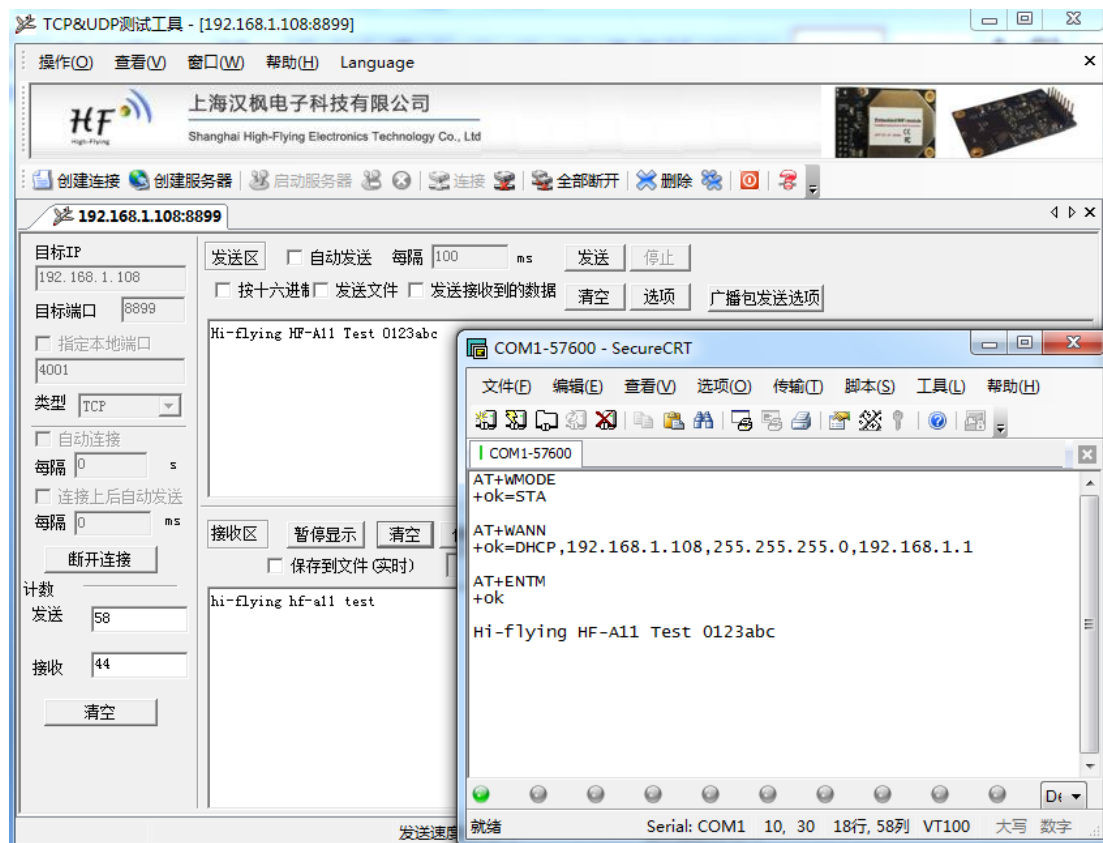 TCP&UDP测试工具 - [192.168.1.108:8899]
操作(O) 查看(V) 窗口(W) 帮助(H) Language
HF
High-Flying
上海汉枫电子科技有限公司
Shanghai High-Flying Electronics Technology Co., Ltd
创建连接 创建服务器 启动服务器 连接 全部断开 删除
192.168.1.108:8899
目标IP
192.168.1.108
目标端口 8899
指定本地端口
4001
类型 TCP
自动连接
每隔 0 s
连接上后自动发送
每隔 0 ms
断开连接
计数
发送 58
接收 44
清空
发送区 自动发送 每隔 100 ms 发送 停止
按十六进制 发送文件 发送接收到的数据 清空 选项 广播包发送选项
Hi-flying HF-A11 Test 0123abc
接收区 暂停显示 清空
保存到文件(实时)
hi-flying hf-a11 test
发送速度
COM1-57600 - SecureCRT
文件(F) 编辑(E) 查看(V) 选项(O) 传输(T) 脚本(S) 工具(L) 帮助(H)
COM1-57600
AT+WMODE
+ok=STA
AT+WANN
+ok=DHCP,192.168.1.108,255.255.255.0,192.168.1.1
AT+ENTM
+ok
Hi-flying HF-A11 Test 0123abc
就绪 Serial: COM1 10, 30 18行, 58列 VT100 大写 数字